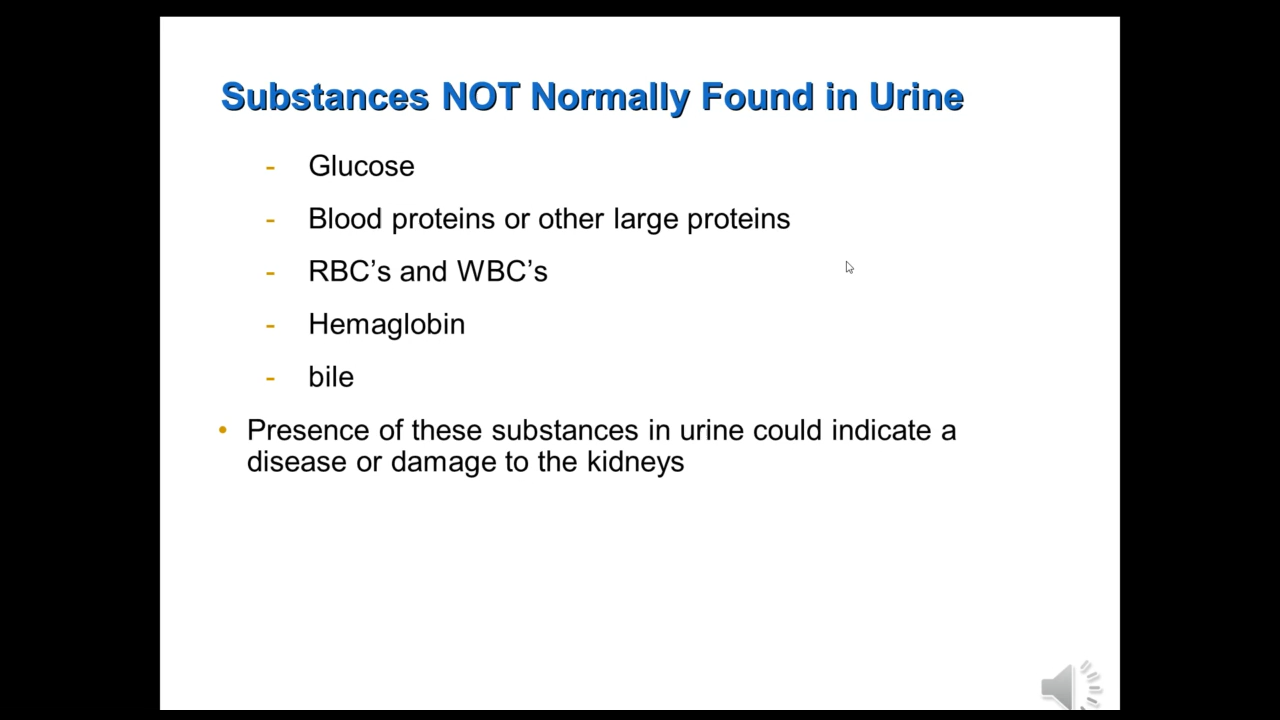 Substances NOT Normally Found in Urine
- Glucose
- Blood proteins or other large proteins
- RBC’s and WBC’s
- Hemaglobin
- bile
• Presence of these substances in urine could indicate a
disease or damage to the kidneys